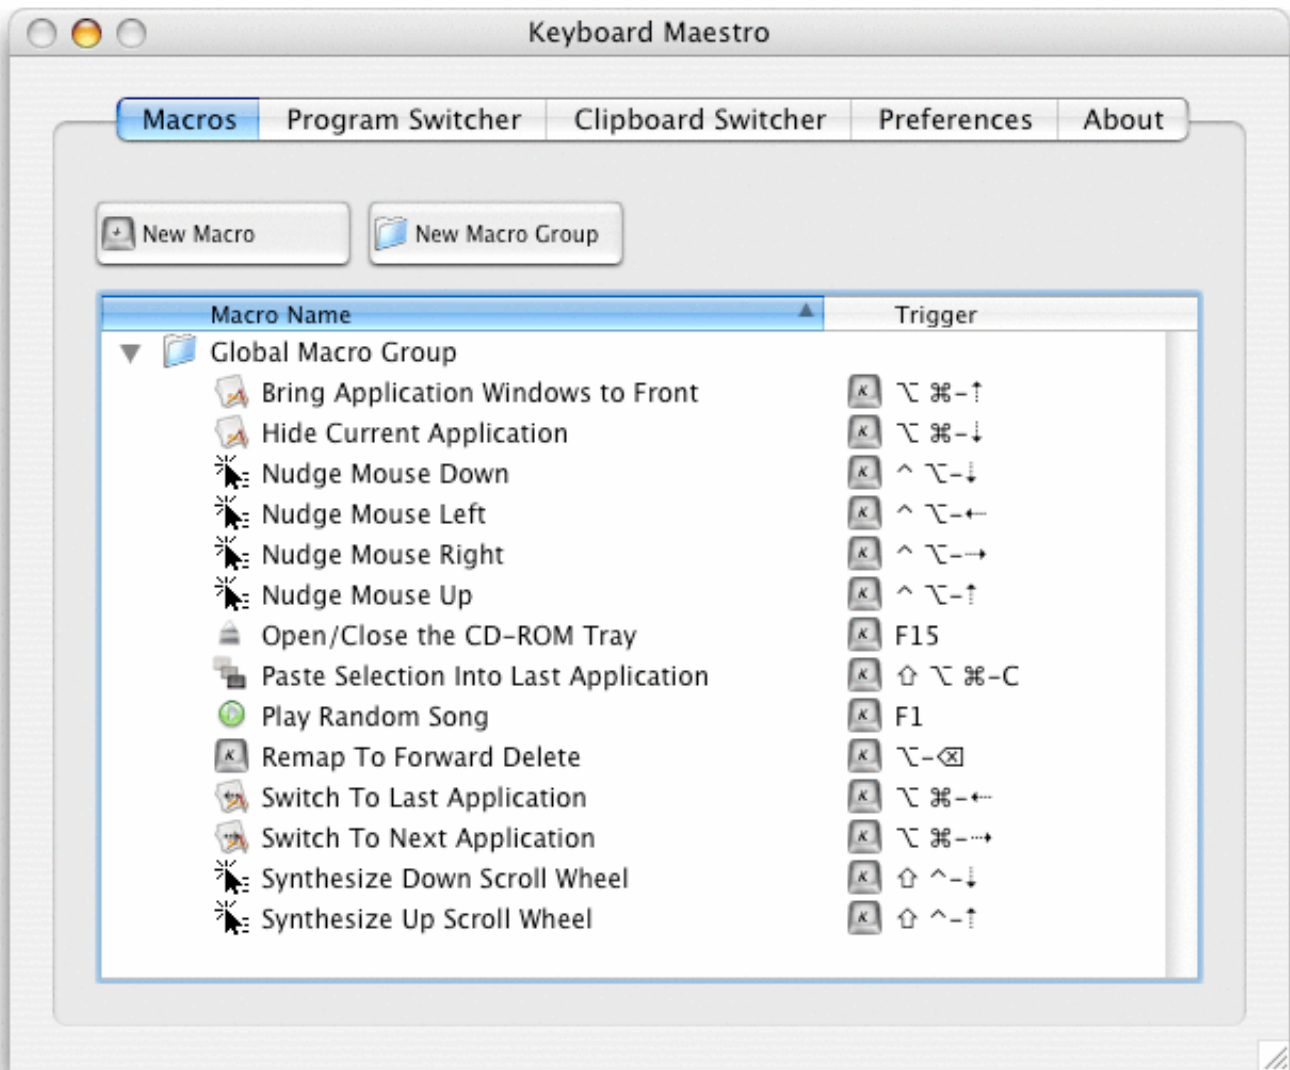 Keyboard Maestro
Macros Program Switcher Clipboard Switcher Preferences About
New Macro New Macro Group
Macro Name Trigger
Global Macro Group
Bring Application Windows to Front ⌥ ⌘-↑
Hide Current Application ⌥ ⌘-↓
Nudge Mouse Down ^ ⌥-↓
Nudge Mouse Left ^ ⌥-←
Nudge Mouse Right ^ ⌥-→
Nudge Mouse Up ^ ⌥-↑
Open/Close the CD-ROM Tray F15
Paste Selection Into Last Application ⇧ ⌥ ⌘-C
Play Random Song F1
Remap To Forward Delete ⌥-⌫
Switch To Last Application ⌥ ⌘-←
Switch To Next Application ⌥ ⌘-→
Synthesize Down Scroll Wheel ⇧ ^-↓
Synthesize Up Scroll Wheel ⇧ ^-↑